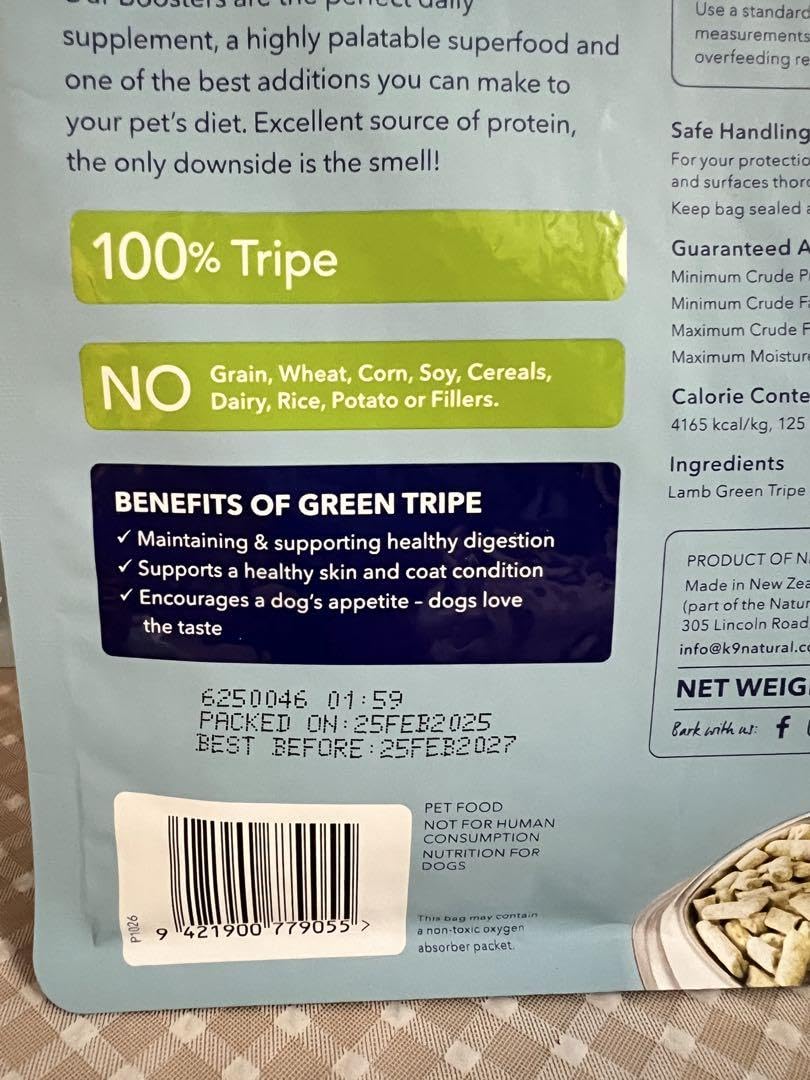 supplement, a highly palatable superfood and
one of the best additions you can make to
your pet's diet. Excellent source of protein,
the only downside is the smell!
100% Tripe
NO
Grain, Wheat, Corn, Soy, Cereals,
Dairy, Rice, Potato or Fillers.
BENEFITS OF GREEN TRIPE
✓ Maintaining & supporting healthy digestion
✓ Supports a healthy skin and coat condition
✓ Encourages a dog's appetite – dogs love
the taste
6250046 01:59
PACKED ON:25FEB2025
BEST BEFORE:25FEB2027
P1026
9 421900 779055 >
PET FOOD
NOT FOR HUMAN
CONSUMPTION
NUTRITION FOR
DOGS
This bag may contain
a non-toxic oxygen
absorber packet.
Use a standard
measurements
overfeeding
Safe Handling
For your
and surfaces
Keep bag sealed
Guaranteed
Minimum Crude
Minimum Crude
Maximum Crude
Maximum
Calorie
4165 kcal/kg, 125
Ingredients
Lamb Green Tripe
PRODUCT OF
Made in New
(part of the
305 Lincoln Road
info@k9natural.c
NET
Bark with us: f